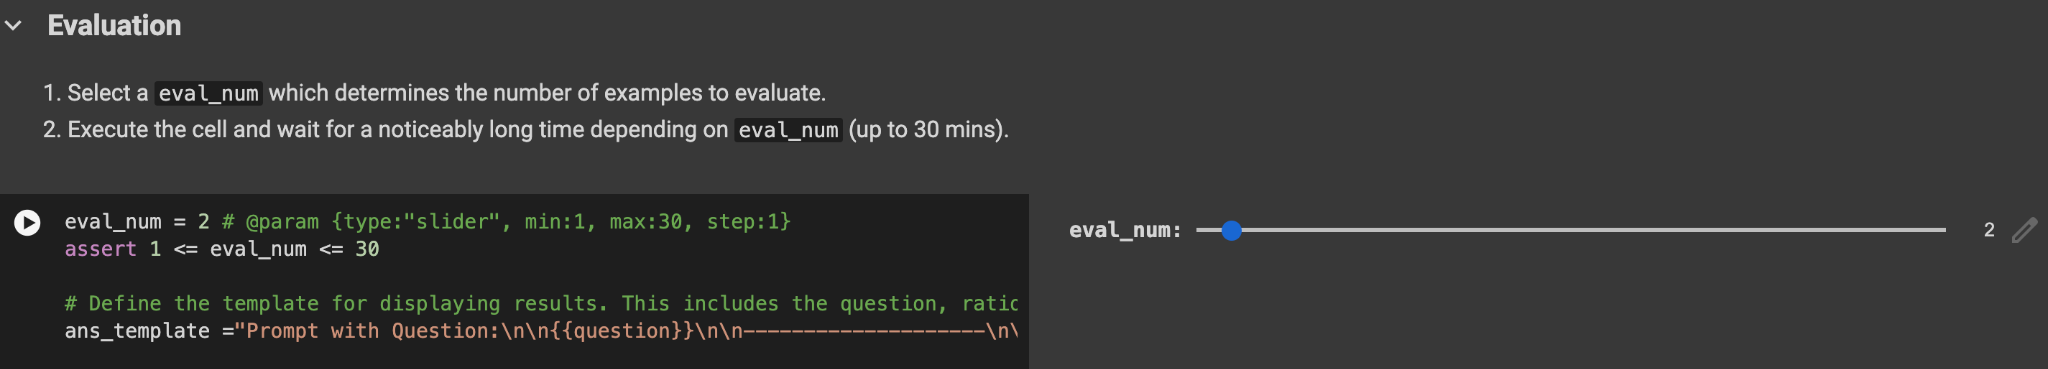 Evaluation
1. Select a eval_num which determines the number of examples to evaluate.
2. Execute the cell and wait for a noticeably long time depending on eval_num (up to 30 mins).
eval_num = 2 # @param {type:"slider", min:1, max:30, step:1}
assert 1 <= eval_num <= 30
# Define the template for displaying results. This includes the question,
ans_template ="Prompt with Question:\n\n{{question}}\n\n--------------------\n\
eval_num:
2